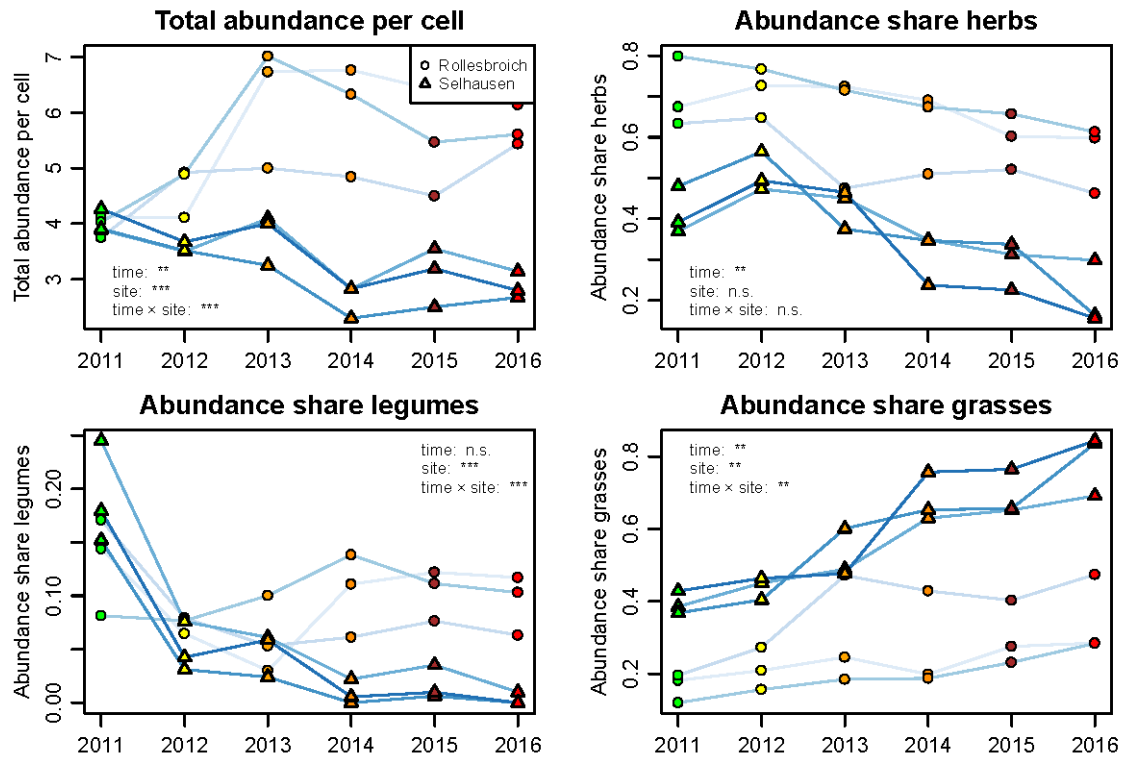 Total abundance per cell
Total abundance per cell
7
6
5
4
3
Rollesbroich
Selhausen
time: **
site: ***
time × site: ***
2011 2012 2013 2014 2015 2016
Abundance share herbs
Abundance share herbs
0.8
0.6
0.4
0.2
time: **
site: n.s.
time × site: n.s.
2011 2012 2013 2014 2015 2016
Abundance share legumes
Abundance share legumes
0.20
0.10
0.00
time: n.s.
site: ***
time × site: ***
2011 2012 2013 2014 2015 2016
Abundance share grasses
Abundance share grasses
0.8
0.6
0.4
0.2
time: **
site: **
time × site: **
2011 2012 2013 2014 2015 2016